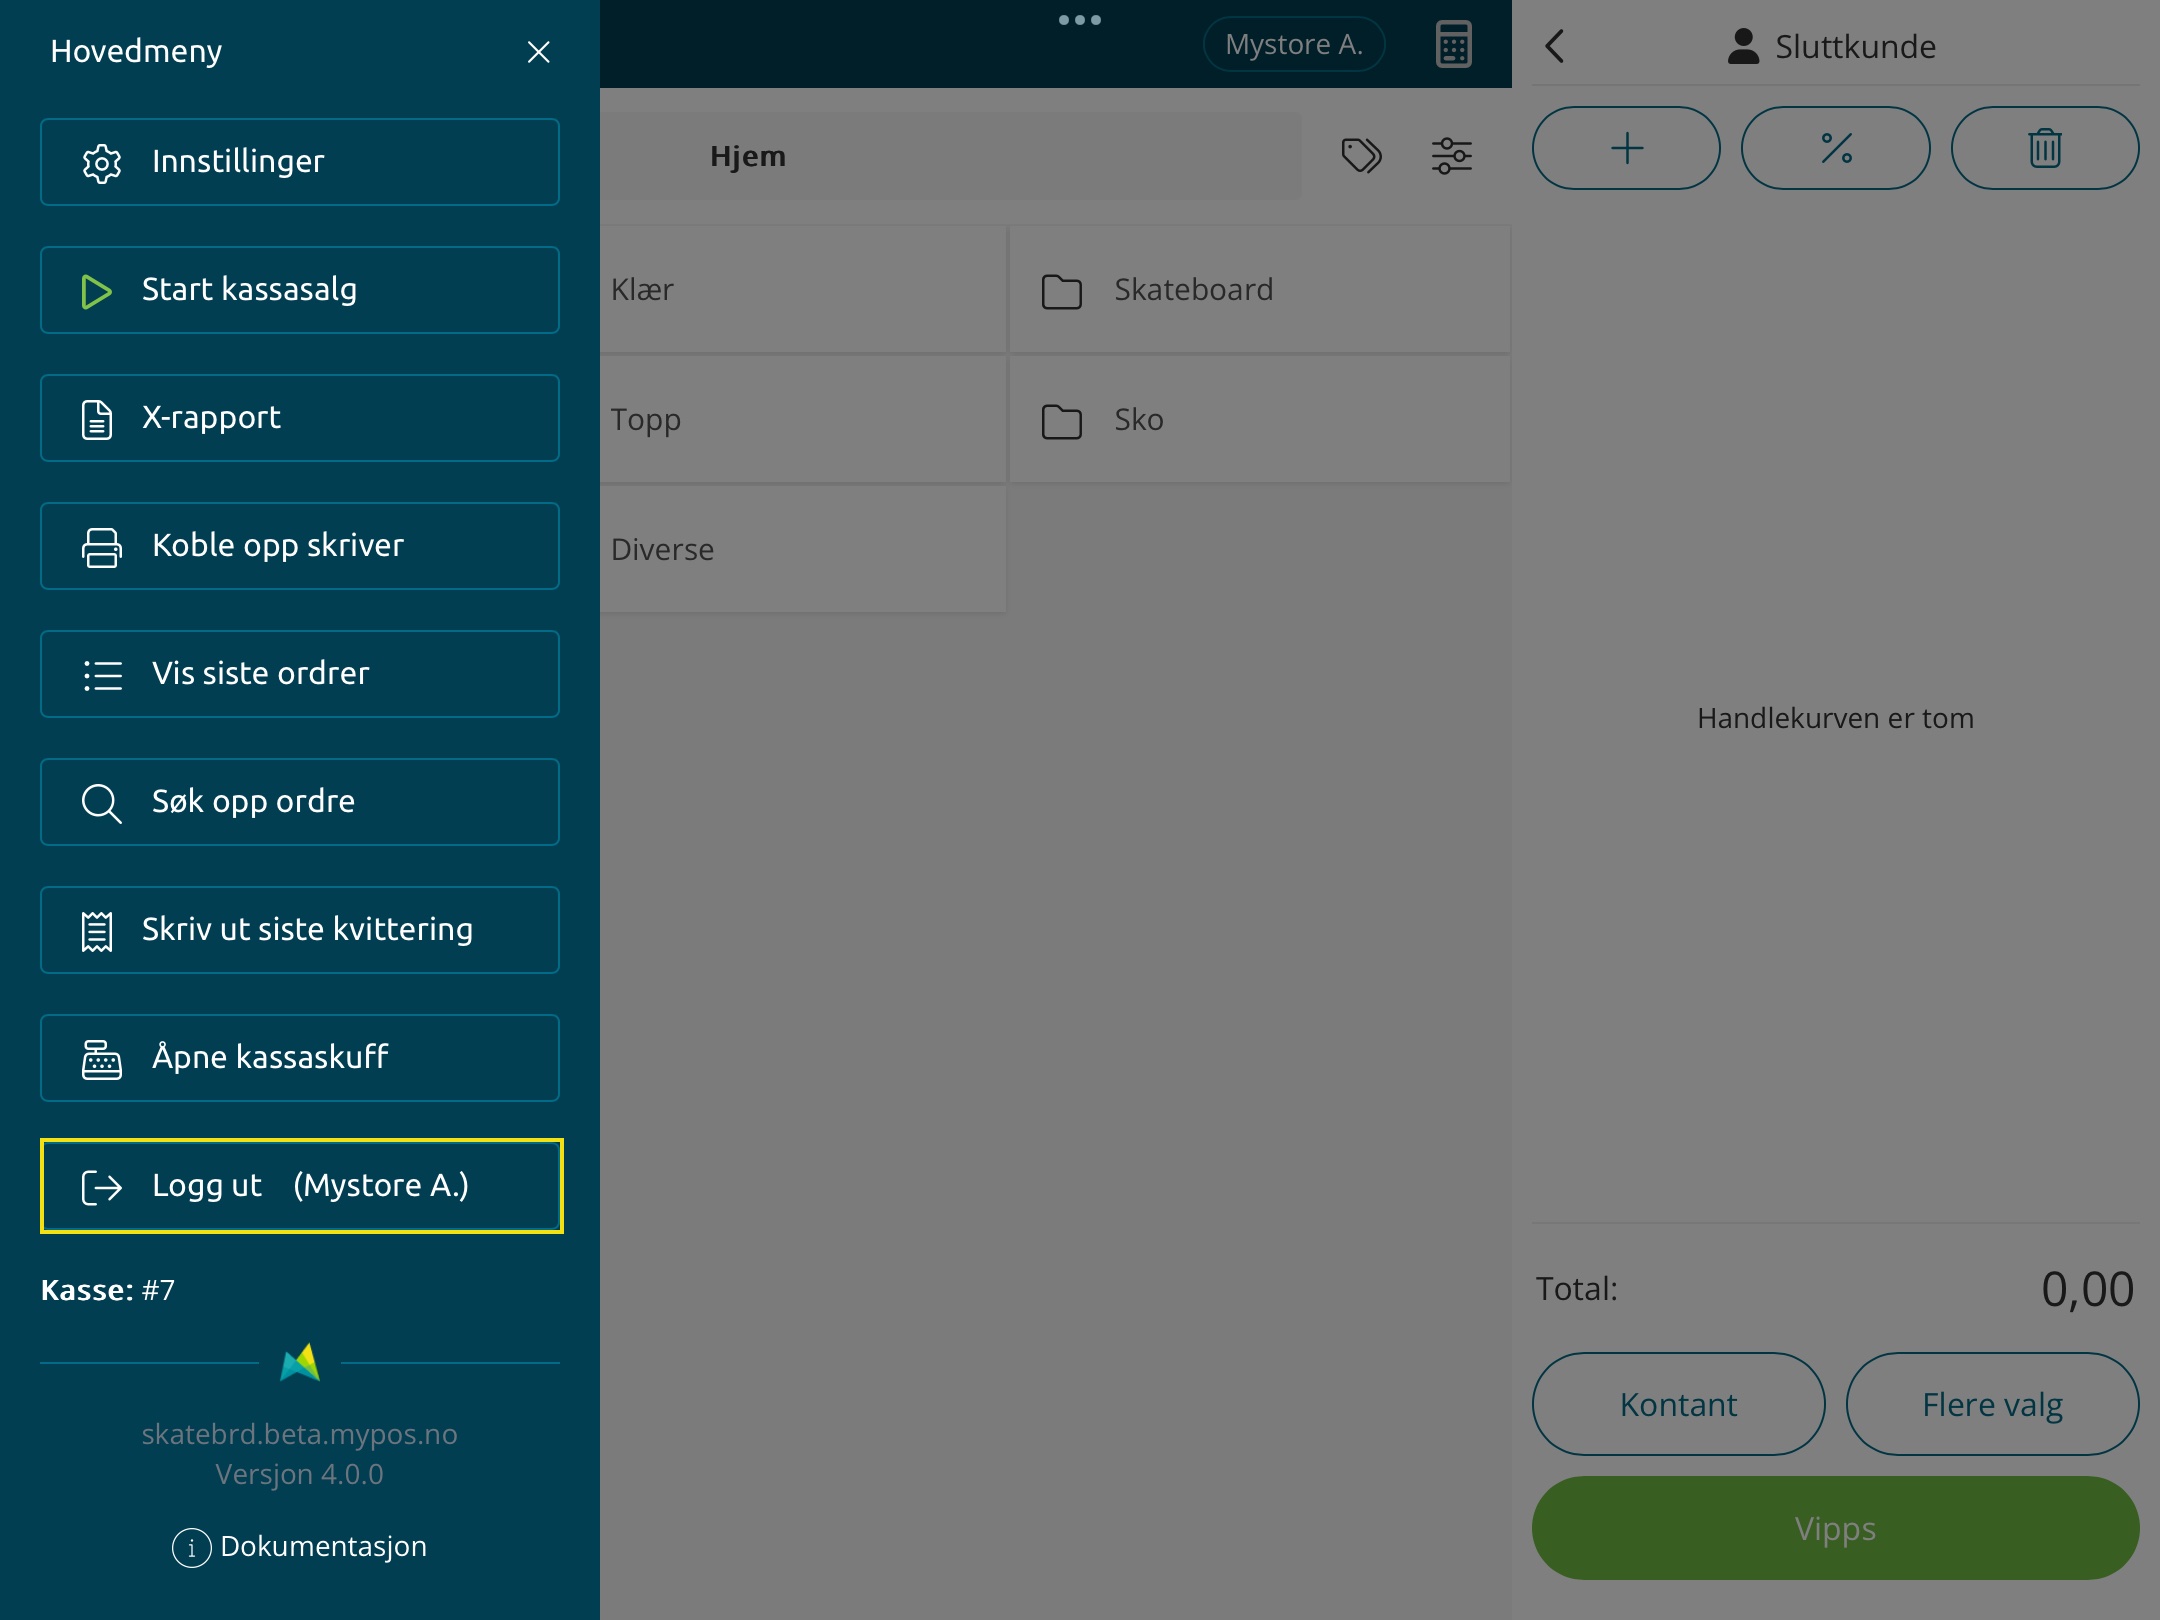 Hovedmeny
Innstillinger
Start kassasalg
X-rapport
Koble opp skriver
Vis siste ordrer
Søk opp ordre
Skriv ut siste kvittering
Åpne kassaskuff
Logg ut (Mystore A.)
Kasse: #7
skatebrd.beta.mypos.no
Versjon 4.0.0
Dokumentasjon
Mystore A.
Hjem
Klær
Skateboard
Topp
Sko
Diverse
Sluttkunde
Handlekurven er tom
Total: 0,00
Kontant
Flere valg
Vipps